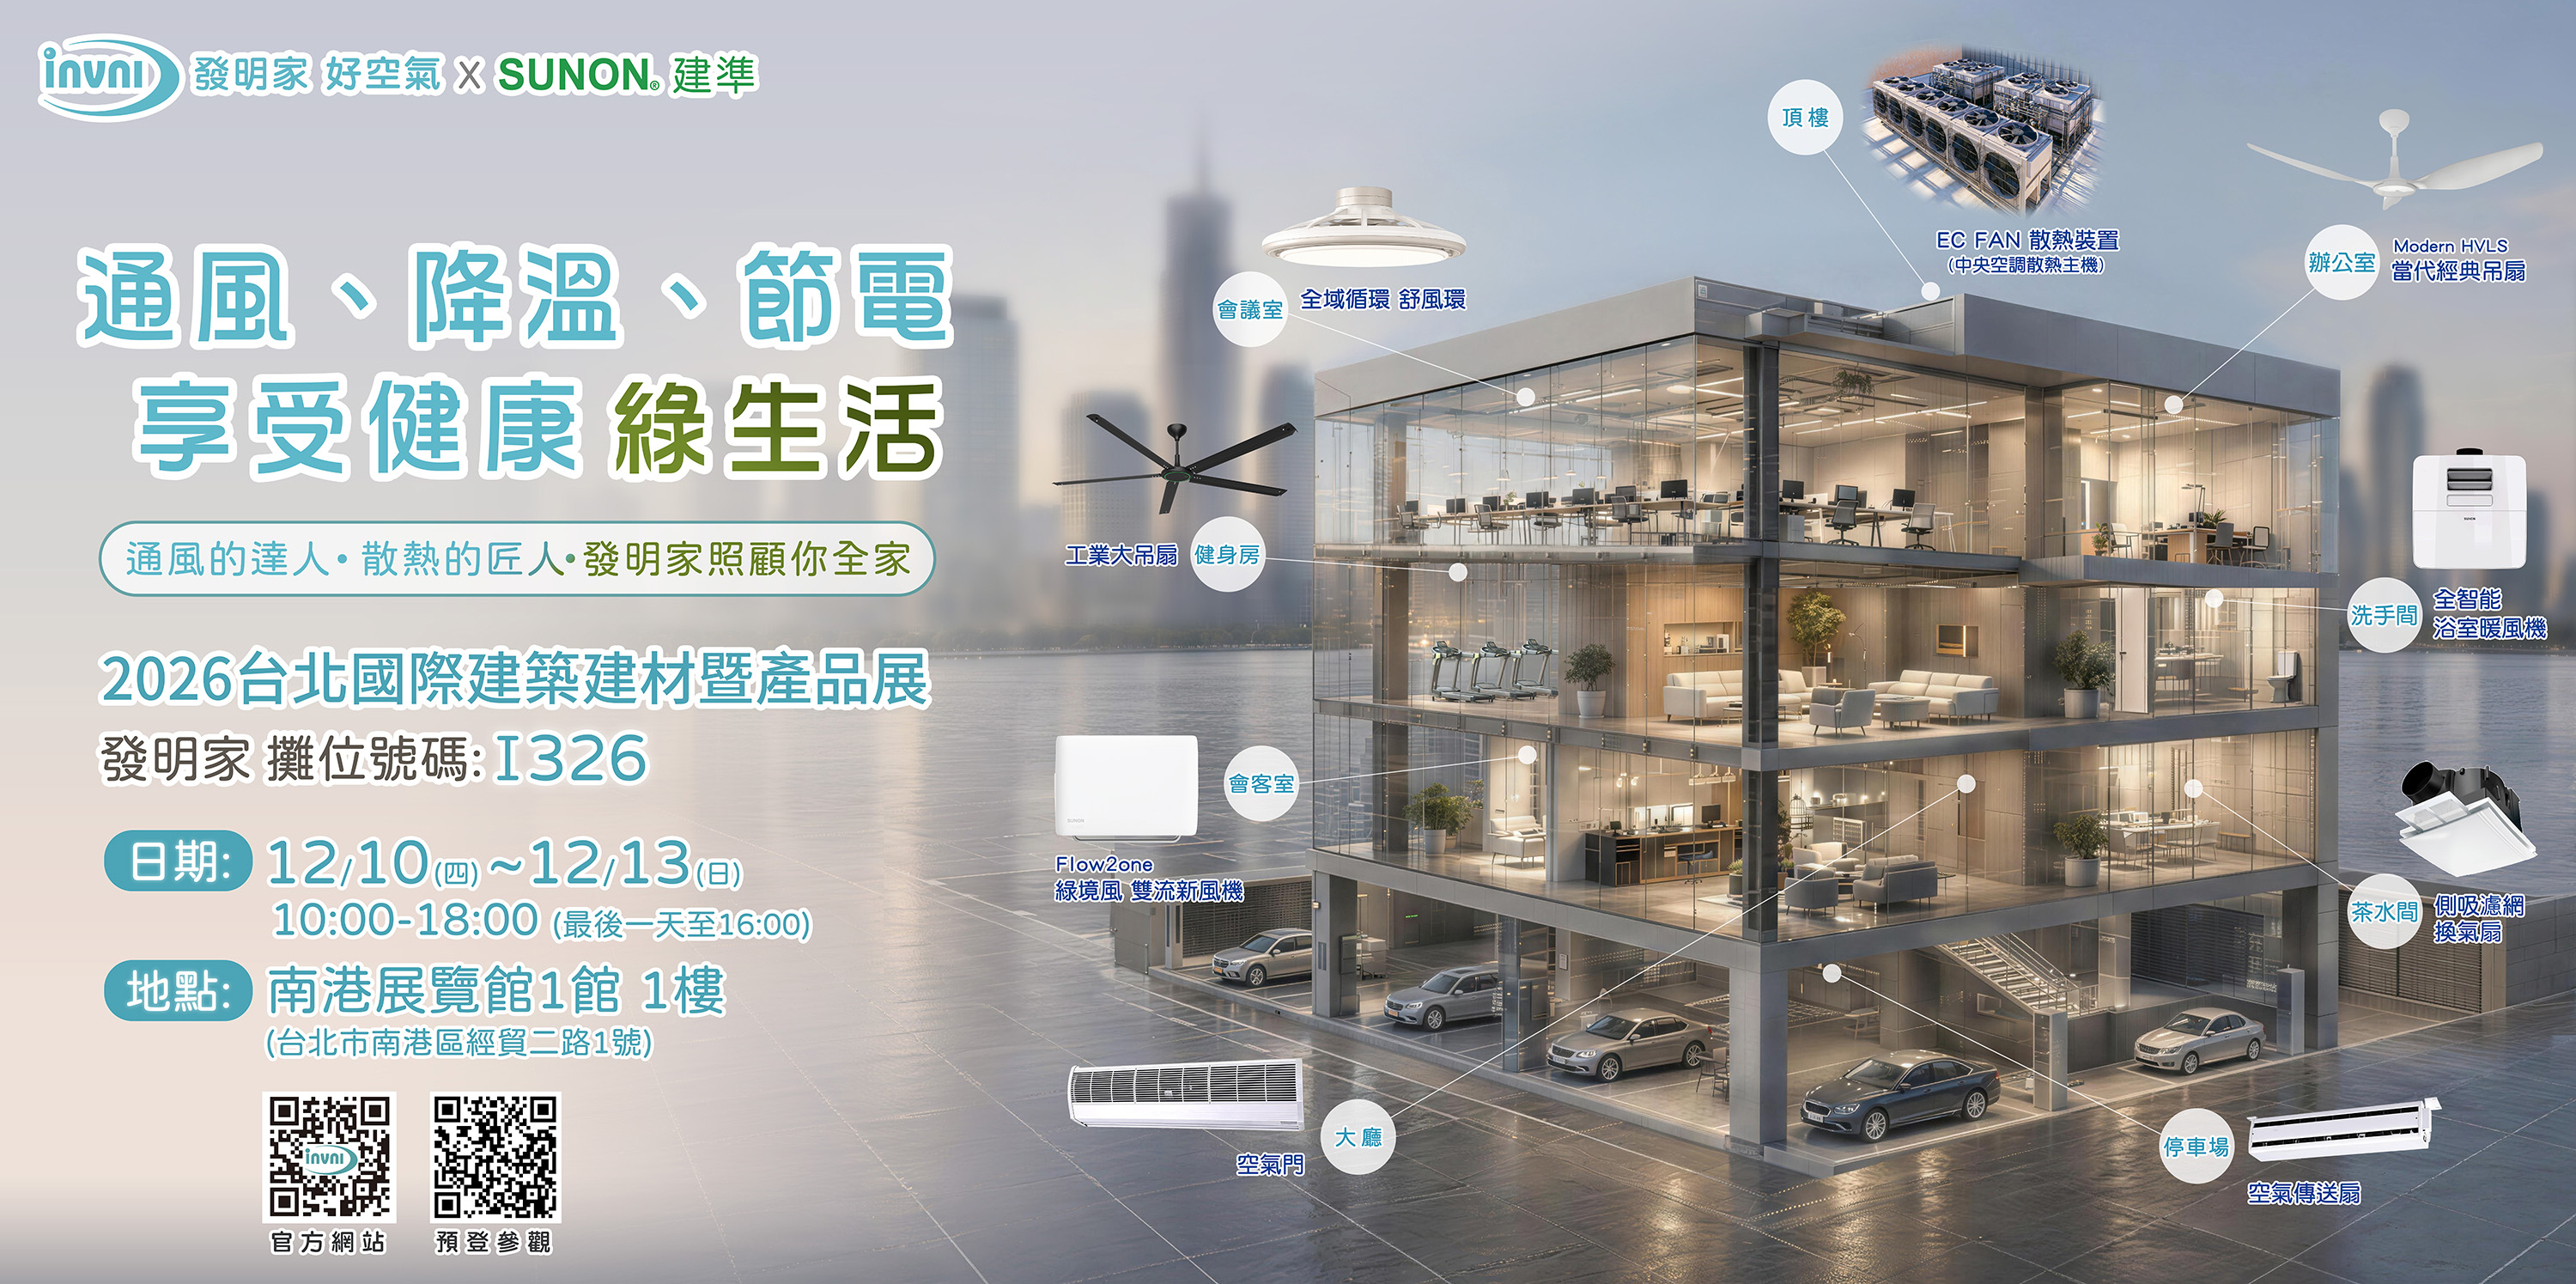 invni 發明家 好空氣 X SUNON® 建準
通風、降溫、節電
享受健康 綠生活
通風的達人•散熱的匠人•發明家照顧你全家
2026台北國際建築建材暨產品展
發明家 攤位號碼:I326
日期: 12/10(四)~12/13(日)
10:00-18:00 (最後一天至16:00)
地點: 南港展覽館1館 1樓
(台北市南港區經貿二路1號)
invni
官方網站
預登參觀
頂樓
EC FAN 散熱裝置
(中央空調散熱主機)
會議室
全域循環 舒風環
辦公室
Modern HVLS
當代經典吊扇
工業大吊扇
健身房
洗手間
全智能
浴室暖風機
SUNON
會客室
Flow2one
綠境風 雙流新風機
茶水間
側吸濾網
換氣扇
大廳
空氣門
停車場
空氣傳送扇